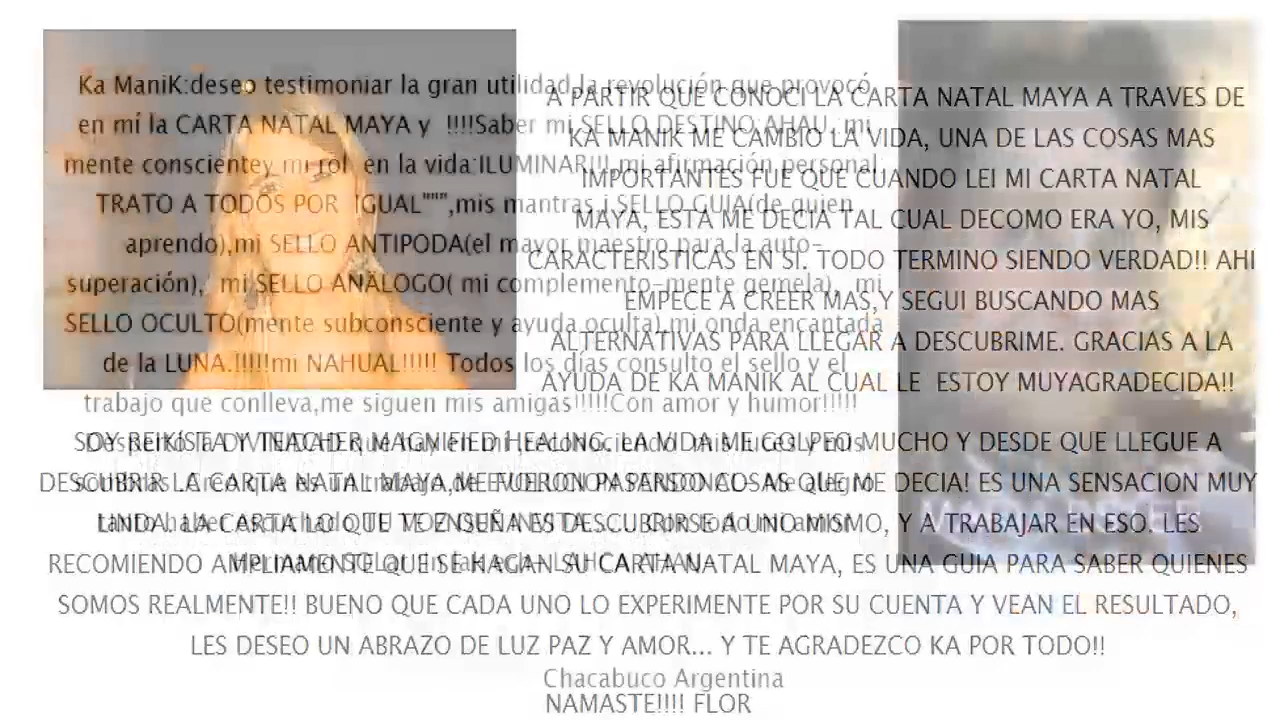 Ka ManiK:deseo testimoniar la gran utilidad,la revolución que provocó
en mí la CARTA NATAL MAYA y !!!!Saber mi SELLO DESTINO:AHAU, mi
mente consciente y mi rol en la vida:ILUMINAR!!!,mi afirmación personal:
TRATO A TODOS POR IGUAL""",mis mantras,i SELLO GUIA(de quien
aprendo),mi SELLO ANTIPODA(el mayor maestro para la auto-
superación), mi SELLO ANÁLOGO( mi complemento-mente gemela), mi
SELLO OCULTO(mente subconsciente y ayuda oculta),mi onda encantada
de la LUNA.!!!!!mi NAHUAL!!!!! Todos los días consulto el sello y el
trabajo que conlleva,me siguen mis amigas!!!!!Con amor y humor!!!!!
A PARTIR QUE CONOCI LA CARTA NATAL MAYA A TRAVES DE
KA MANIK ME CAMBIO LA VIDA, UNA DE LAS COSAS MAS
IMPORTANTES FUE QUE CUANDO LEI MI CARTA NATAL
MAYA, ESTA ME DECIA TAL CUAL DECOMO ERA YO, MIS
CARACTERISTICAS EN SI. TODO TERMINO SIENDO VERDAD!! AHI
EMPECE A CREER MAS,Y SEGUI BUSCANDO MAS
ALTERNATIVAS PARA LLEGAR A DESCUBRIME. GRACIAS A LA
AYUDA DE KA MANIK AL CUAL LE ESTOY MUYAGRADECIDA!!
SOY REIKISTA Y TEACHER MAGNIFIED HEALING. LA VIDA ME GOLPEO MUCHO Y DESDE QUE LLEGUE A
DESCUBRIR LA CARTA NATAL MAYA, ME FUERON PASANDO COSAS QUE ME DECIA! ES UNA SENSACION MUY
LINDA, LA CARTA LO QUE TE ENSEÑA ES DESCUBRIRSE A UNO MISMO, Y A TRABAJAR EN ESO. LES
RECOMIENDO AMPLIAMENTE QUE SE HAGAN SU CARTA NATAL MAYA, ES UNA GUIA PARA SABER QUIENES
SOMOS REALMENTE!! BUENO QUE CADA UNO LO EXPERIMENTE POR SU CUENTA Y VEAN EL RESULTADO,
LES DESEO UN ABRAZO DE LUZ PAZ Y AMOR... Y TE AGRADEZCO KA POR TODO!!
Chacabuco Argentina
NAMASTE!!!! FLOR